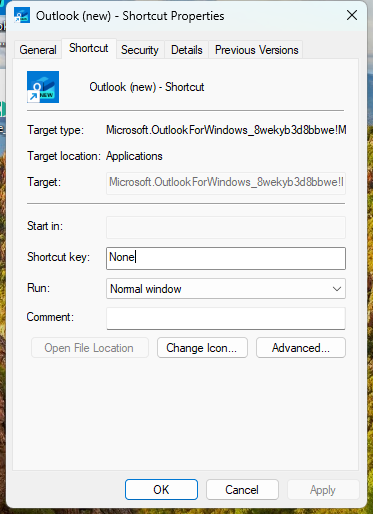 Outlook (new) - Shortcut Properties
General Shortcut Security Details Previous Versions
NEW
Outlook (new) - Shortcut
Target type: Microsoft.OutlookForWindows_8wekyb3d8bbwe!M
Target location: Applications
Target: Microsoft.OutlookForWindows_8wekyb3d8bbwe!
Start in:
Shortcut key: None
Run: Normal window
Comment:
Open File Location Change Icon... Advanced...
OK Cancel Apply